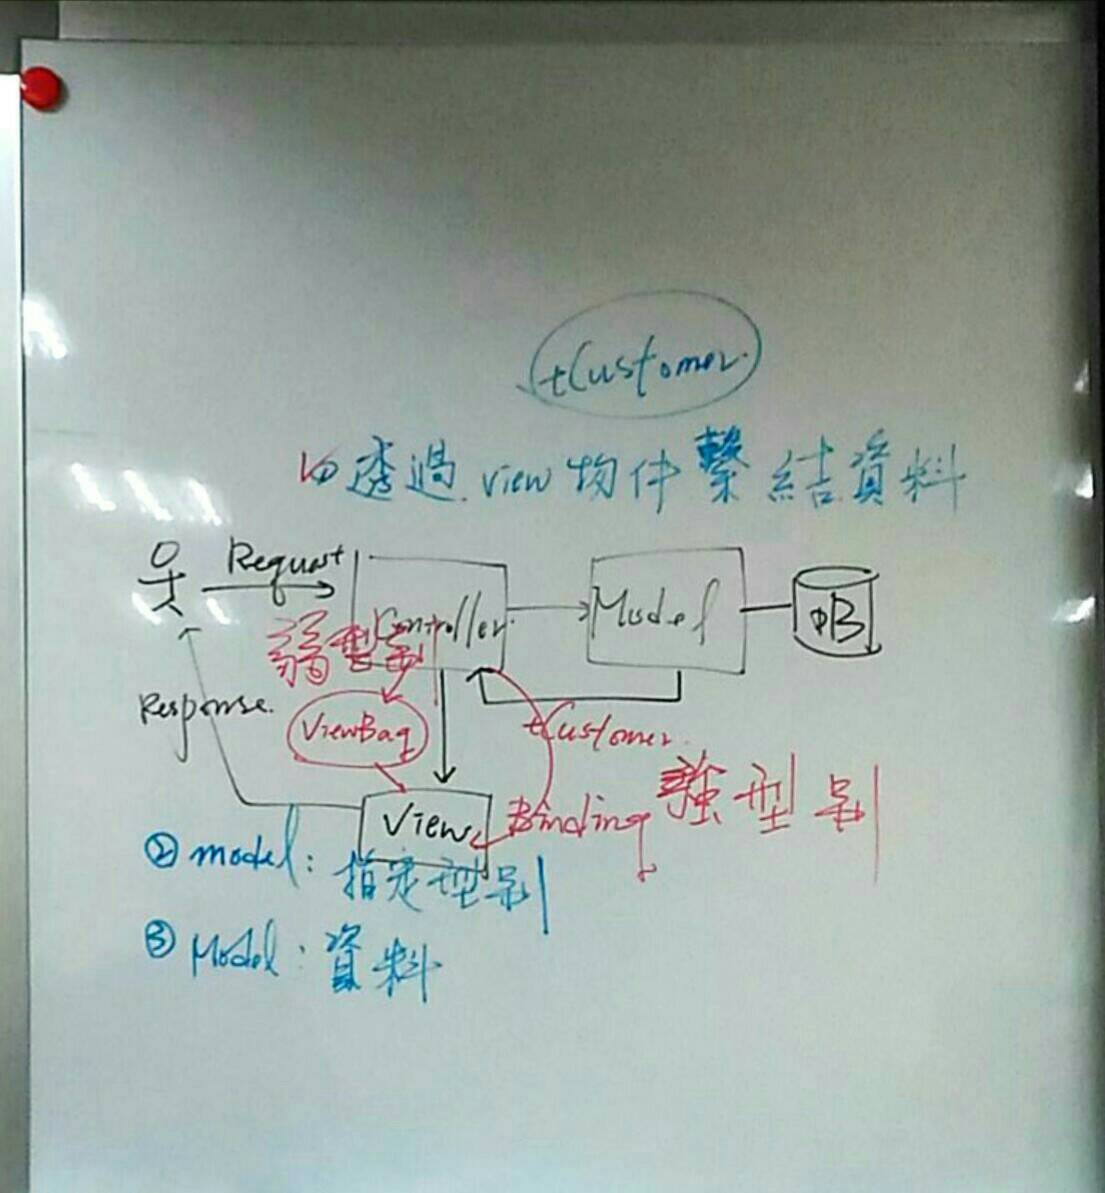 tCustomer
①透過 view 物件繫結資料
Request
Controller
Model
DB
弱型別
Response
ViewBag
tCustomer
強型別
View
Binding
② model : 指定型別
③ Model : 資料